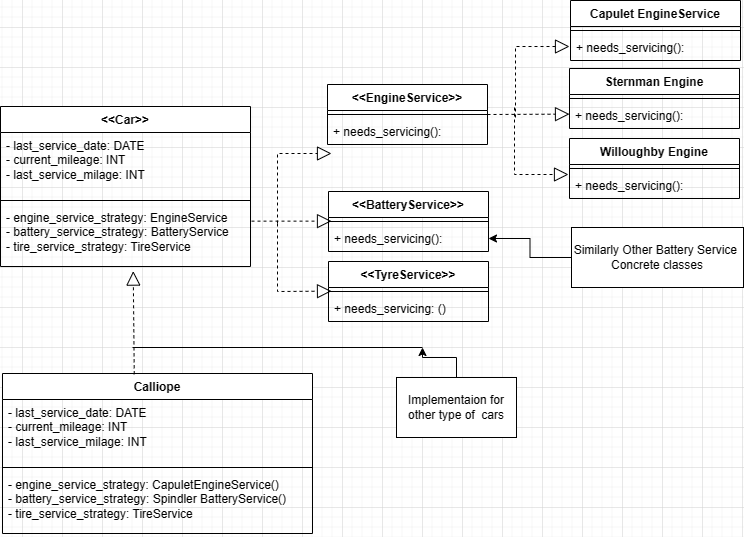 Capulet EngineService
+ needs_servicing():
Sternman Engine
+ needs_servicing():
Willoughby Engine
+ needs_servicing():
<<EngineService>>
+ needs_servicing():
<<Car>>
- last_service_date: DATE
- current_mileage: INT
- last_service_milage: INT
- engine_service_strategy: EngineService
- battery_service_strategy: BatteryService
- tire_service_strategy: TireService
<<BatteryService>>
+ needs_servicing():
Similarly Other Battery Service
Concrete classes
<<TyreService>>
+ needs_servicing: ()
Calliope
- last_service_date: DATE
- current_mileage: INT
- last_service_milage: INT
- engine_service_strategy: CapuletEngineService()
- battery_service_strategy: Spindler BatteryService()
- tire_service_strategy: TireService
Implementaion for
other type of cars